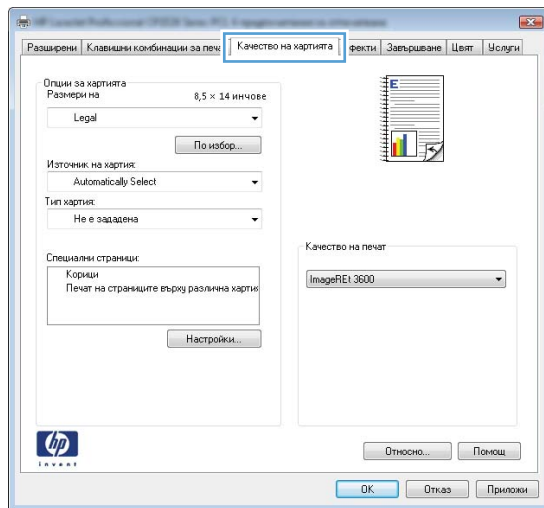 Разширени
Клавишни комбинации за печа
Качество на хартията
фекти
Завършване
Цвят
Услуги
Опции за хартията
Размери на
8,5 × 14 инчове
Legal
По избор...
Източник на хартия:
Automatically Select
Тип хартия:
Не е зададена
Специални страници:
Корици
Печат на страниците върху различна хартия
Настройки...
E
Качество на печат
ImageREt 3600
hp
invent
Относно...
Помощ
OK
Отказ
Приложи